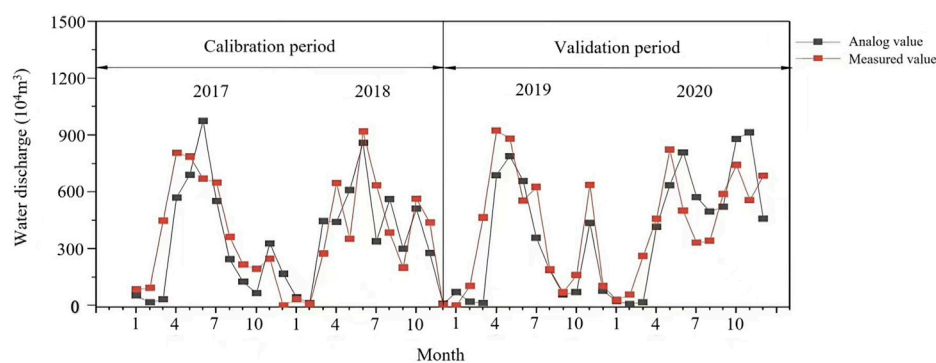 1500
1200
900
600
300
0
Water discharge (10⁴m³)
Calibration period
Validation period
2017
2018
2019
2020
Analog value
Measured value
1 4 7 10 1 4 7 10 1 4 7 10 1 4 7 10
Month